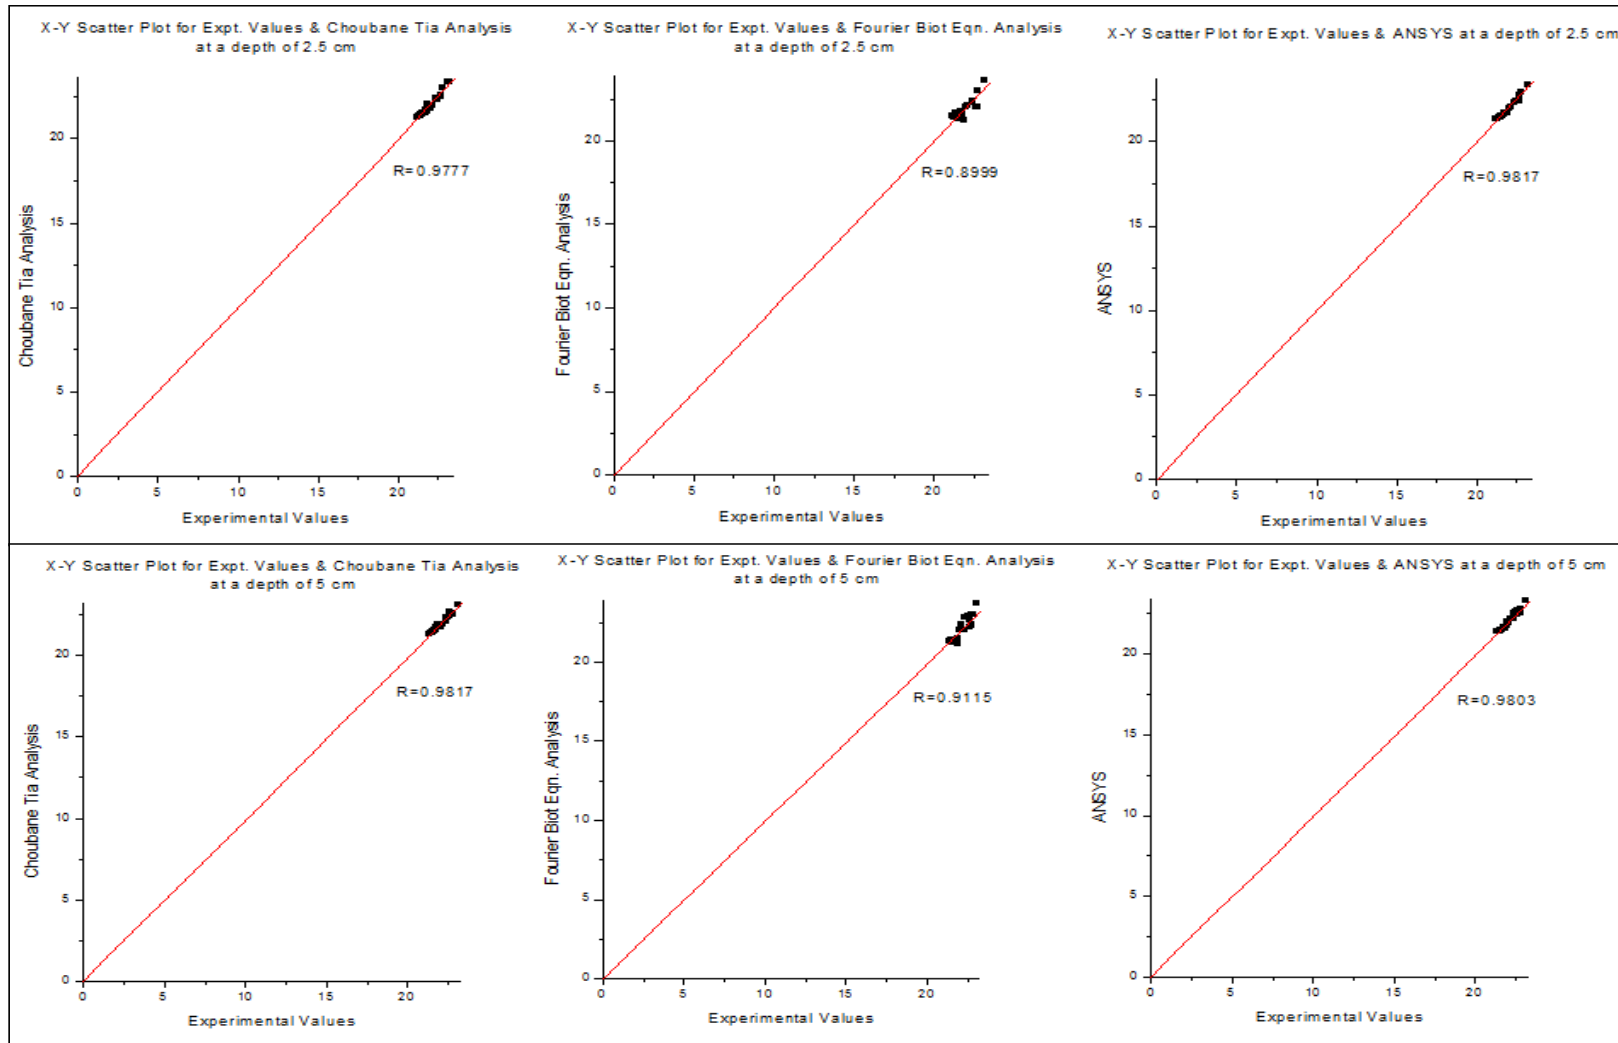 X-Y Scatter Plot for Expt. Values & Choubane Tia Analysis
at a depth of 2.5 cm
20
15
10
5
0
0
5
10
15
20
R=0.9777
Choubane Tia Analysis
Experimental Values
X-Y Scatter Plot for Expt. Values & Fourier Biot Eqn. Analysis
at a depth of 2.5 cm
20
15
10
5
0
0
5
10
15
20
R=0.8999
Fourier Biot Eqn. Analysis
Experimental Values
X-Y Scatter Plot for Expt. Values & ANSYS at a depth of 2.5 cm
20
15
10
5
0
0
5
10
15
20
R=0.9817
ANSYS
Experimental Values
X-Y Scatter Plot for Expt. Values & Choubane Tia Analysis
at a depth of 5 cm
20
15
10
5
0
0
5
10
15
20
R=0.9817
Choubane Tia Analysis
Experimental Values
X-Y Scatter Plot for Expt. Values & Fourier Biot Eqn. Analysis
at a depth of 5 cm
20
15
10
5
0
0
5
10
15
20
R=0.9115
Fourier Biot Eqn. Analysis
Experimental Values
X-Y Scatter Plot for Expt. Values & ANSYS at a depth of 5 cm
20
15
10
5
0
0
5
10
15
20
R=0.9803
ANSYS
Experimental Values